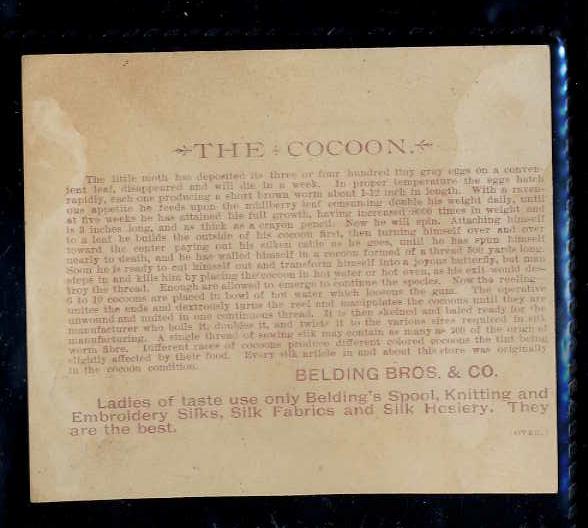 THE COCOON.
The little moth has deposited its three or four hundred tiny gray eggs on a conven-
ient leaf, disappeared and will die in a week. In proper temperature the eggs hatch
rapidly, each one producing a short brown worm about 1-12 inch in length. With a raven-
ous appetite he feeds upon the mullberry leaf consuming double his weight daily, until
at five weeks he has attained his full growth, having increased 8000 times in weight and
is 3 inches long, and as thick as a crayon pencil. Now he will spin. Attaching himself
to a leaf he builds the outside of his cocoon first, then turning himself over and over
toward the center paying out his silken cable as he goes, until he has spun himself
nearly to death, and he has walled himself in a cocoon formed of a thread 800 yards long.
Soon he is ready to cut himself out and transform himself into a joyous butterfly, but man
steps in and kills him by placing the cocoon in hot water or hot oven, as his exit would des-
troy the thread. Enough are allowed to emerge to continue the species. Now the reeling—
6 to 10 cocoons are placed in bowl of hot water which loosens the gum. The operative
unites the ends and dexterously turns the reel and manipulates the cocoons until they are
unwound and united in one continuous thread. It is then skeined and baled ready for the
manufacturer who boils it, doubles it, and twists it to the various sizes required in silk
manufacturing. A single thread of sewing silk may contain as many as 200 of the original
worm fibre. Different races of cocoons produce different colored cocoons the tint being
slightly affected by their food. Every silk article in and about this store was originally
in the cocoon condition.
BELDING BROS. & CO.
Ladies of taste use only Belding's Spool, Knitting and
Embroidery Silks, Silk Fabrics and Silk Hosiery. They
are the best.
(OVER.)